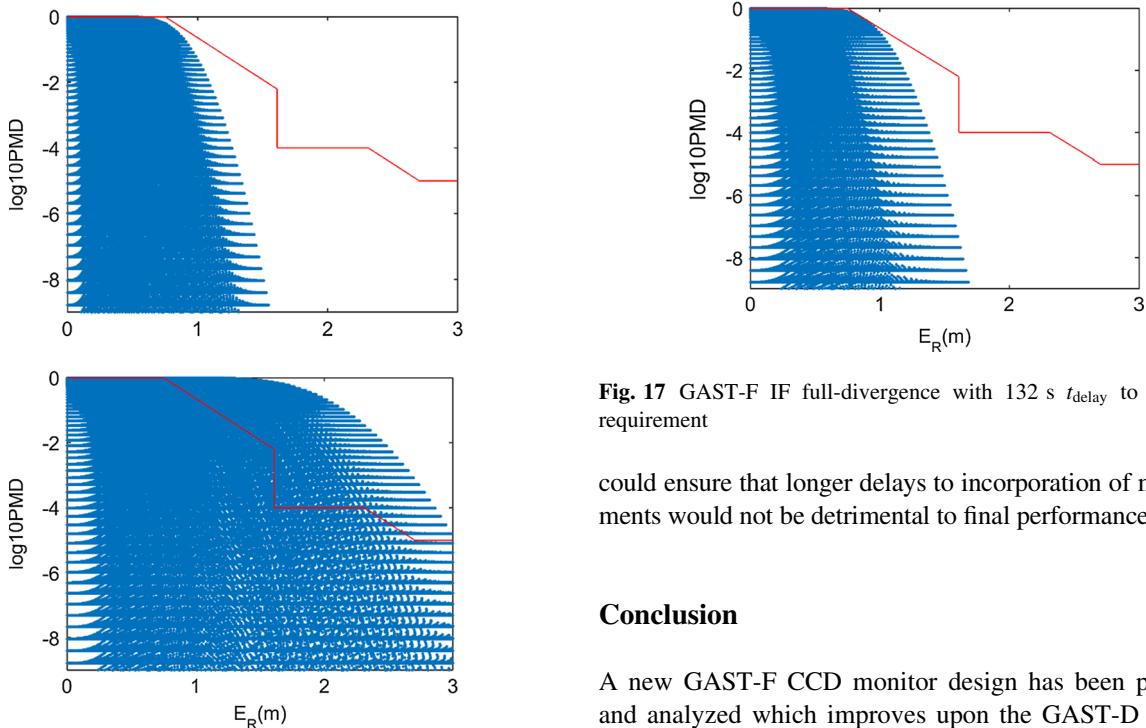 0
-2
-4
-6
-8
log10PMD
0 1 2 3
0
-2
-4
-6
-8
log10PMD
0 1 2 3
E_R(m)
0
-2
-4
-6
-8
log10PMD
0 1 2 3
E_R(m)
Fig. 17 GAST-F IF full-divergence with 132 s t_delay to
requirement
could ensure that longer delays to incorporation of
ments would not be detrimental to final performance
Conclusion
A new GAST-F CCD monitor design has been
and analyzed which improves upon the GAST-D